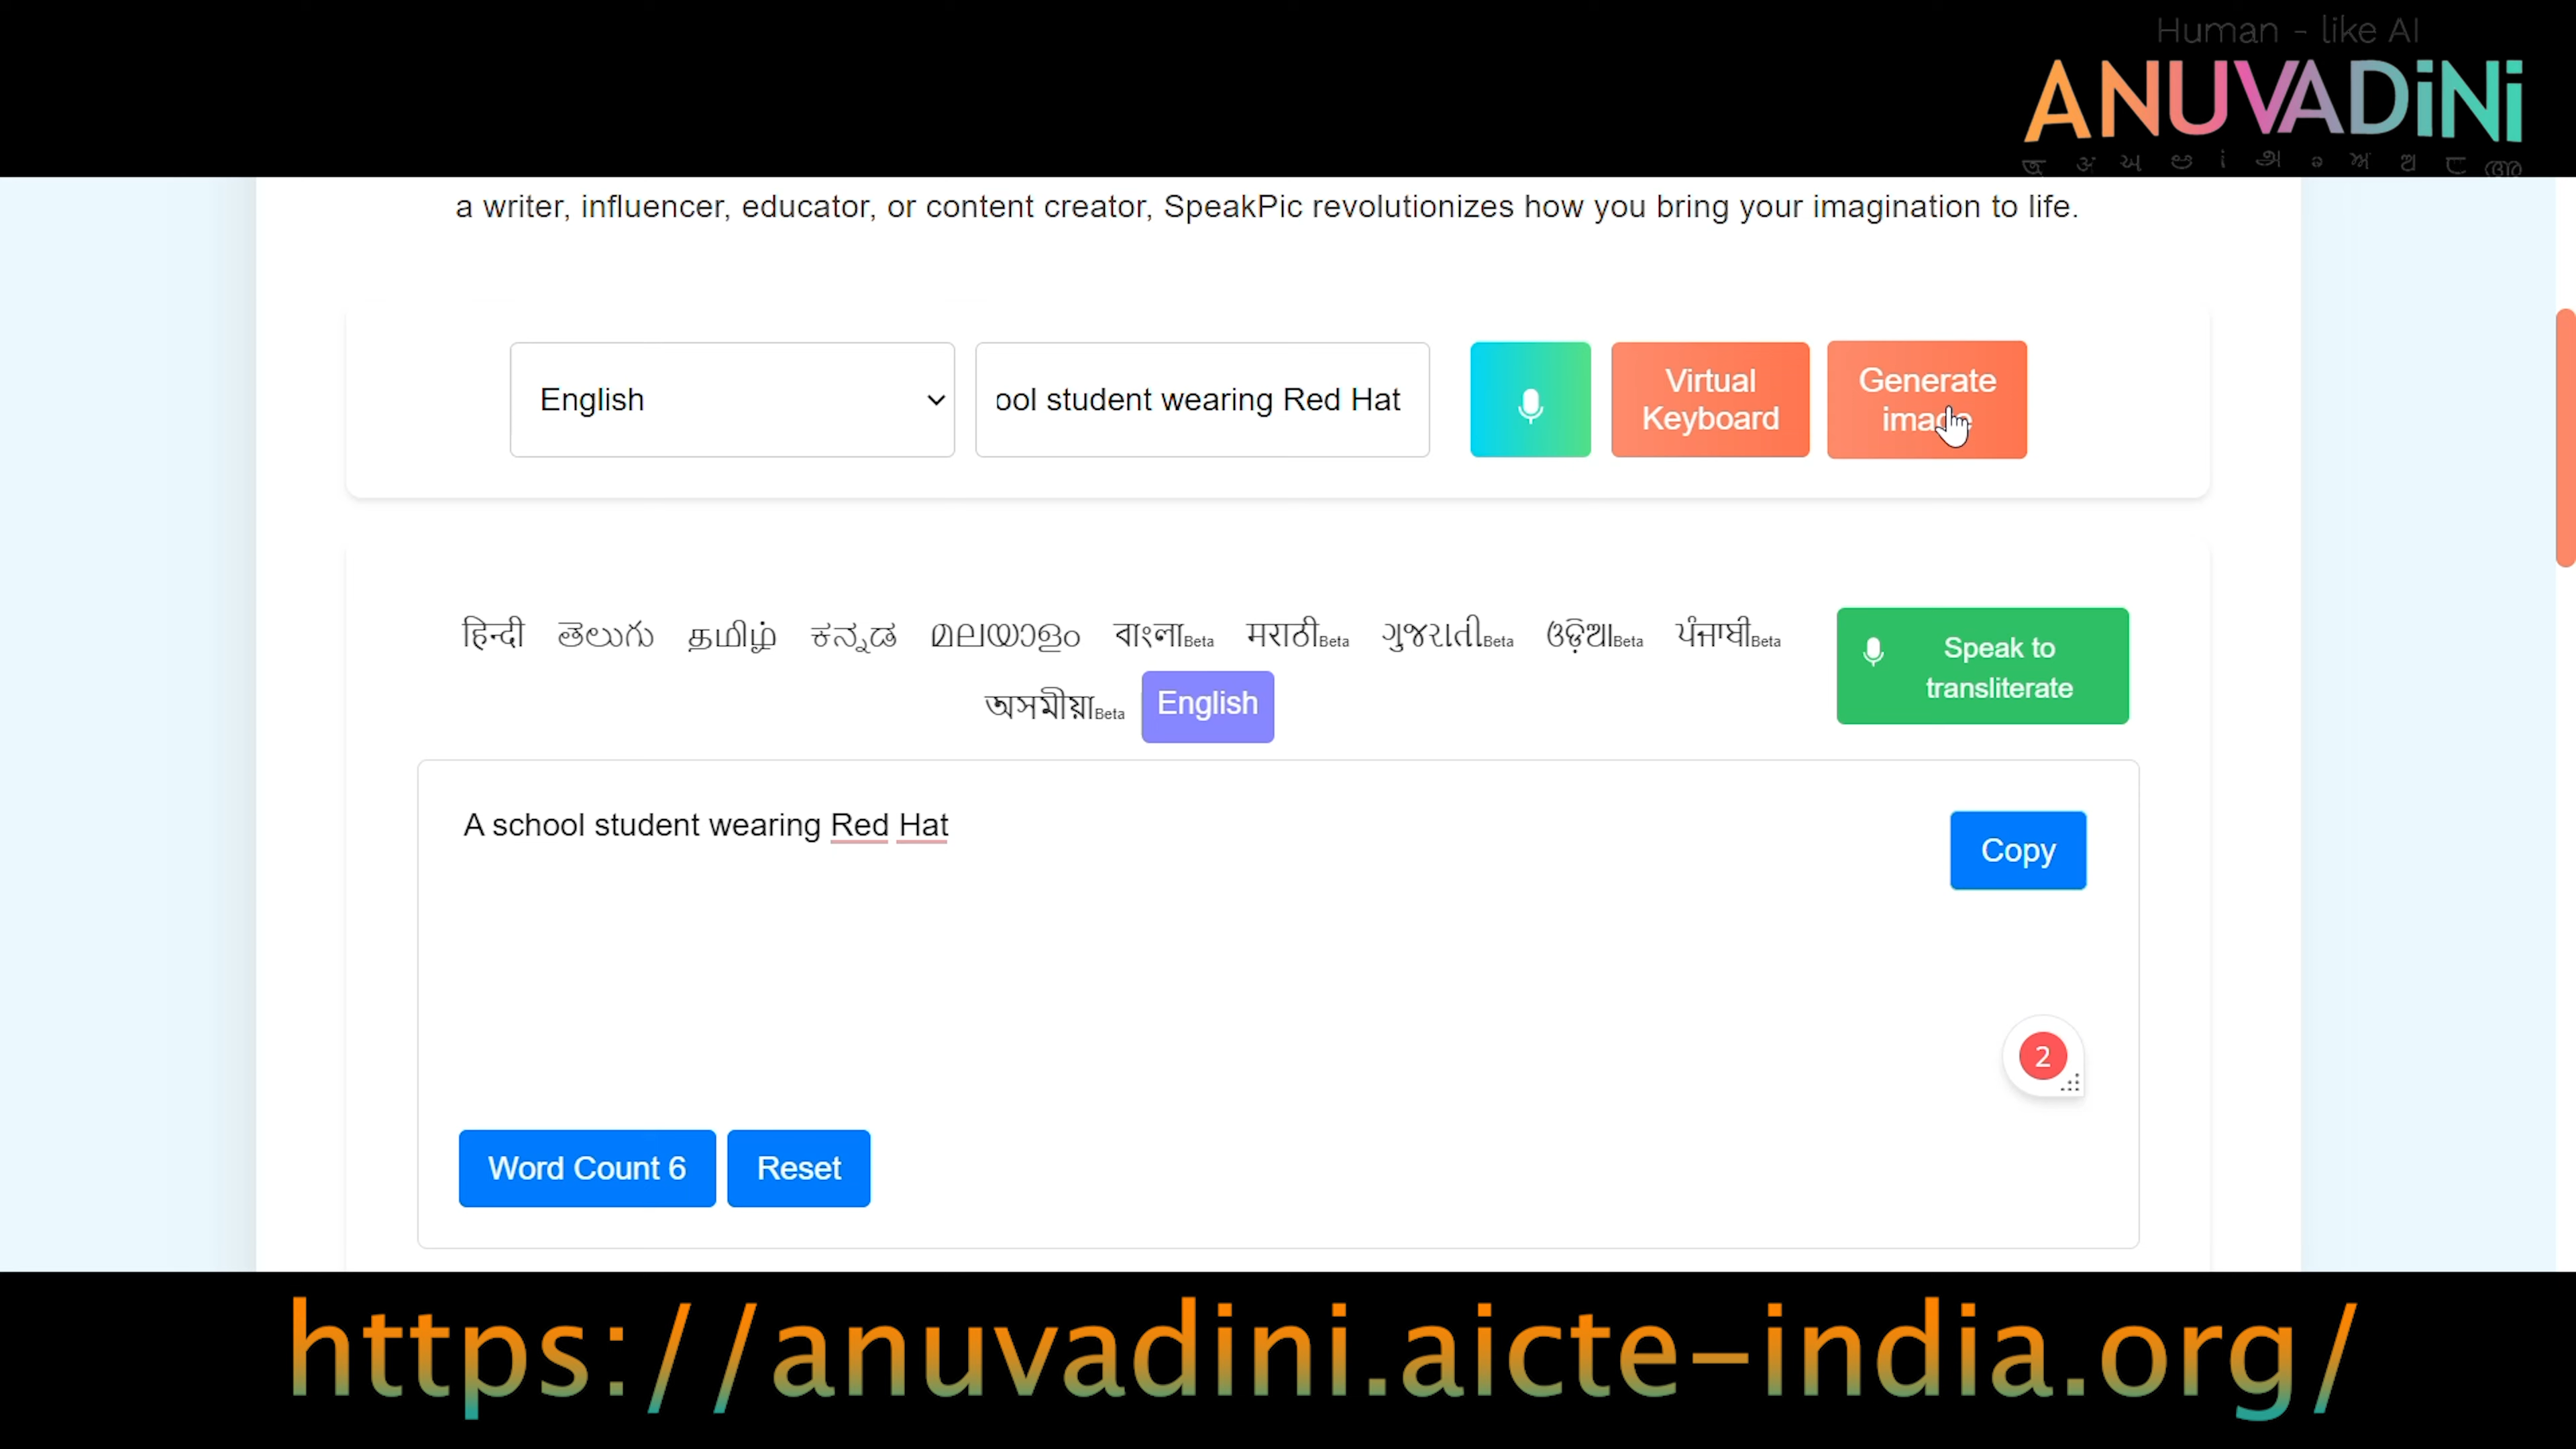 Human - like AI
ANUVADiNi
a writer, influencer, educator, or content creator, SpeakPic revolutionizes how you bring your imagination to life.
English
ool student wearing Red Hat
Virtual
Keyboard
Generate
image
हिन्दी తెలుగు தமிழ் ಕನ್ನಡ മലയാളം বাংলাBeta मराठीBeta ગુજરાતીBeta ଓଡ଼ିଆBeta ਪੰਜਾਬੀBeta
অসমীয়াBeta English
Speak to
transliterate
A school student wearing Red Hat
Copy
2
Word Count 6
Reset
https://anuvadini.aicte-india.org/